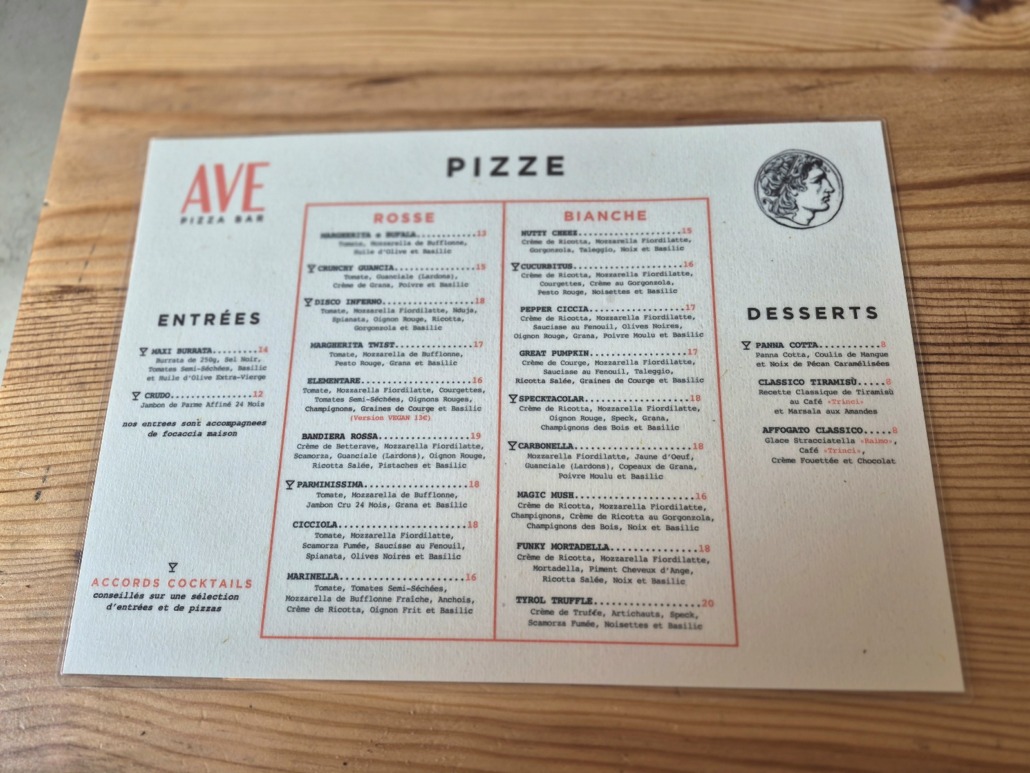 AVE
PIZZA BAR
PIZZE
ENTRÉES
MAXI BURRATA.........14
Burrata de 250g, Sel Noir,
Tomates Semi-Séchées, Basilic
et Huile d'Olive Extra-Vierge
CRUDO................12
Jambon de Parme Affiné 24 Mois
nos entrees sont accompagnees
de focaccia maison
ACCORDS COCKTAILS
conseillés sur une sélection
d'entrées et de pizzas
ROSSE
MARGHERITA e BUFALA..........13
Tomate, Mozzarella de Bufflonne,
Huile d'Olive et Basilic
CRUNCHY GUANCIA...............15
Tomate, Guanciale (Lardons),
Crème de Grana, Poivre et Basilic
DISCO INFERNO.................18
Tomate, Mozzarella Fiordilatte, Nduja,
Spianata, Oignon Rouge, Ricotta,
Gorgonzola et Basilic
MARGHERITA TWIST..............17
Tomate, Mozzarella de Bufflonne,
Pesto Rouge, Grana et Basilic
ELEMENTARE....................16
Tomate, Mozzarella Fiordilatte, Courgettes,
Tomates Semi-Séchées, Oignons Rouges,
Champignons, Graines de Courge et Basilic
(Version VEGAN 13€)
BANDIERA ROSSA................19
Crème de Betterave, Mozzarella Fiordilatte,
Scamorza, Guanciale (Lardons), Oignon Rouge,
Ricotta Salée, Pistaches et Basilic
PARMINISSIMA..................18
Tomate, Mozzarella de Bufflonne,
Jambon Cru 24 Mois, Grana et Basilic
CICCIOLA......................18
Tomate, Mozzarella Fiordilatte,
Scamorza Fumée, Saucisse au Fenouil,
Spianata, Olives Noires et Basilic
MARINELLA.....................16
Tomate, Tomates Semi-Séchées,
Mozzarella de Bufflonne Fraîche, Anchois,
Crème de Ricotta, Oignon Frit et Basilic
BIANCHE
NUTTY CHEEZ...................15
Crème de Ricotta, Mozzarella Fiordilatte,
Gorgonzola, Taleggio, Noix et Basilic
CUCURBITUS....................16
Crème de Ricotta, Mozzarella Fiordilatte,
Courgettes, Crème au Gorgonzola,
Pesto Rouge, Noisettes et Basilic
PEPPER CICCIA.................17
Crème de Ricotta, Mozzarella Fiordilatte,
Saucisse au Fenouil, Olives Noires,
Oignon Rouge, Grana, Poivre Moulu et Basilic
GREAT PUMPKIN.................17
Crème de Courge, Mozzarella Fiordilatte,
Saucisse au Fenouil, Taleggio,
Ricotta Salée, Graines de Courge et Basilic
SPECKTACOLAR..................18
Crème de Ricotta, Mozzarella Fiordilatte,
Oignon Rouge, Speck, Grana,
Champignons des Bois et Basilic
CARBONELLA....................18
Mozzarella Fiordilatte, Jaune d'Oeuf,
Guanciale (Lardons), Copeaux de Grana,
Poivre Moulu et Basilic
MAGIC MUSH....................16
Crème de Ricotta, Mozzarella Fiordilatte,
Champignons, Crème de Ricotta au Gorgonzola,
Champignons des Bois, Noix et Basilic
FUNKY MORTADELLA..............18
Crème de Ricotta, Mozzarella Fiordilatte,
Mortadella, Piment Cheveux d'Ange,
Ricotta Salée, Noix et Basilic
TYROL TRUFFLE.................20
Crème de Truffe, Artichauts, Speck,
Scamorza Fumée, Noisettes et Basilic
DESSERTS
PANNA COTTA...........8
Panna Cotta, Coulis de Mangue
et Noix de Pécan Caramélisées
CLASSICO TIRAMISÙ.....8
Recette Classique de Tiramisù
au Café «Trinci»
et Marsala aux Amandes
AFFOGATO CLASSICO.....8
Glace Stracciatella «Raimo»,
Café «Trinci»,
Crème Fouettée et Chocolat